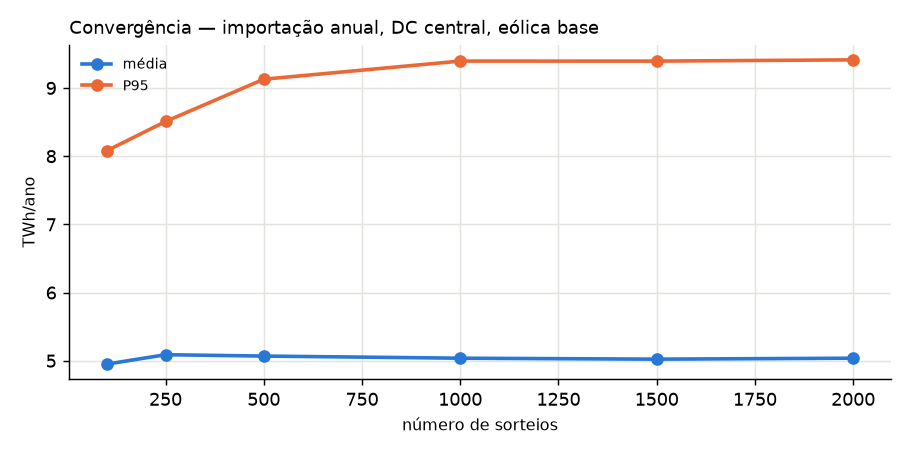 Convergência — importação anual, DC central, eólica base
média
P95
TWh/ano
9
8
7
6
5
250 500 750 1000 1250 1500 1750 2000
número de sorteios